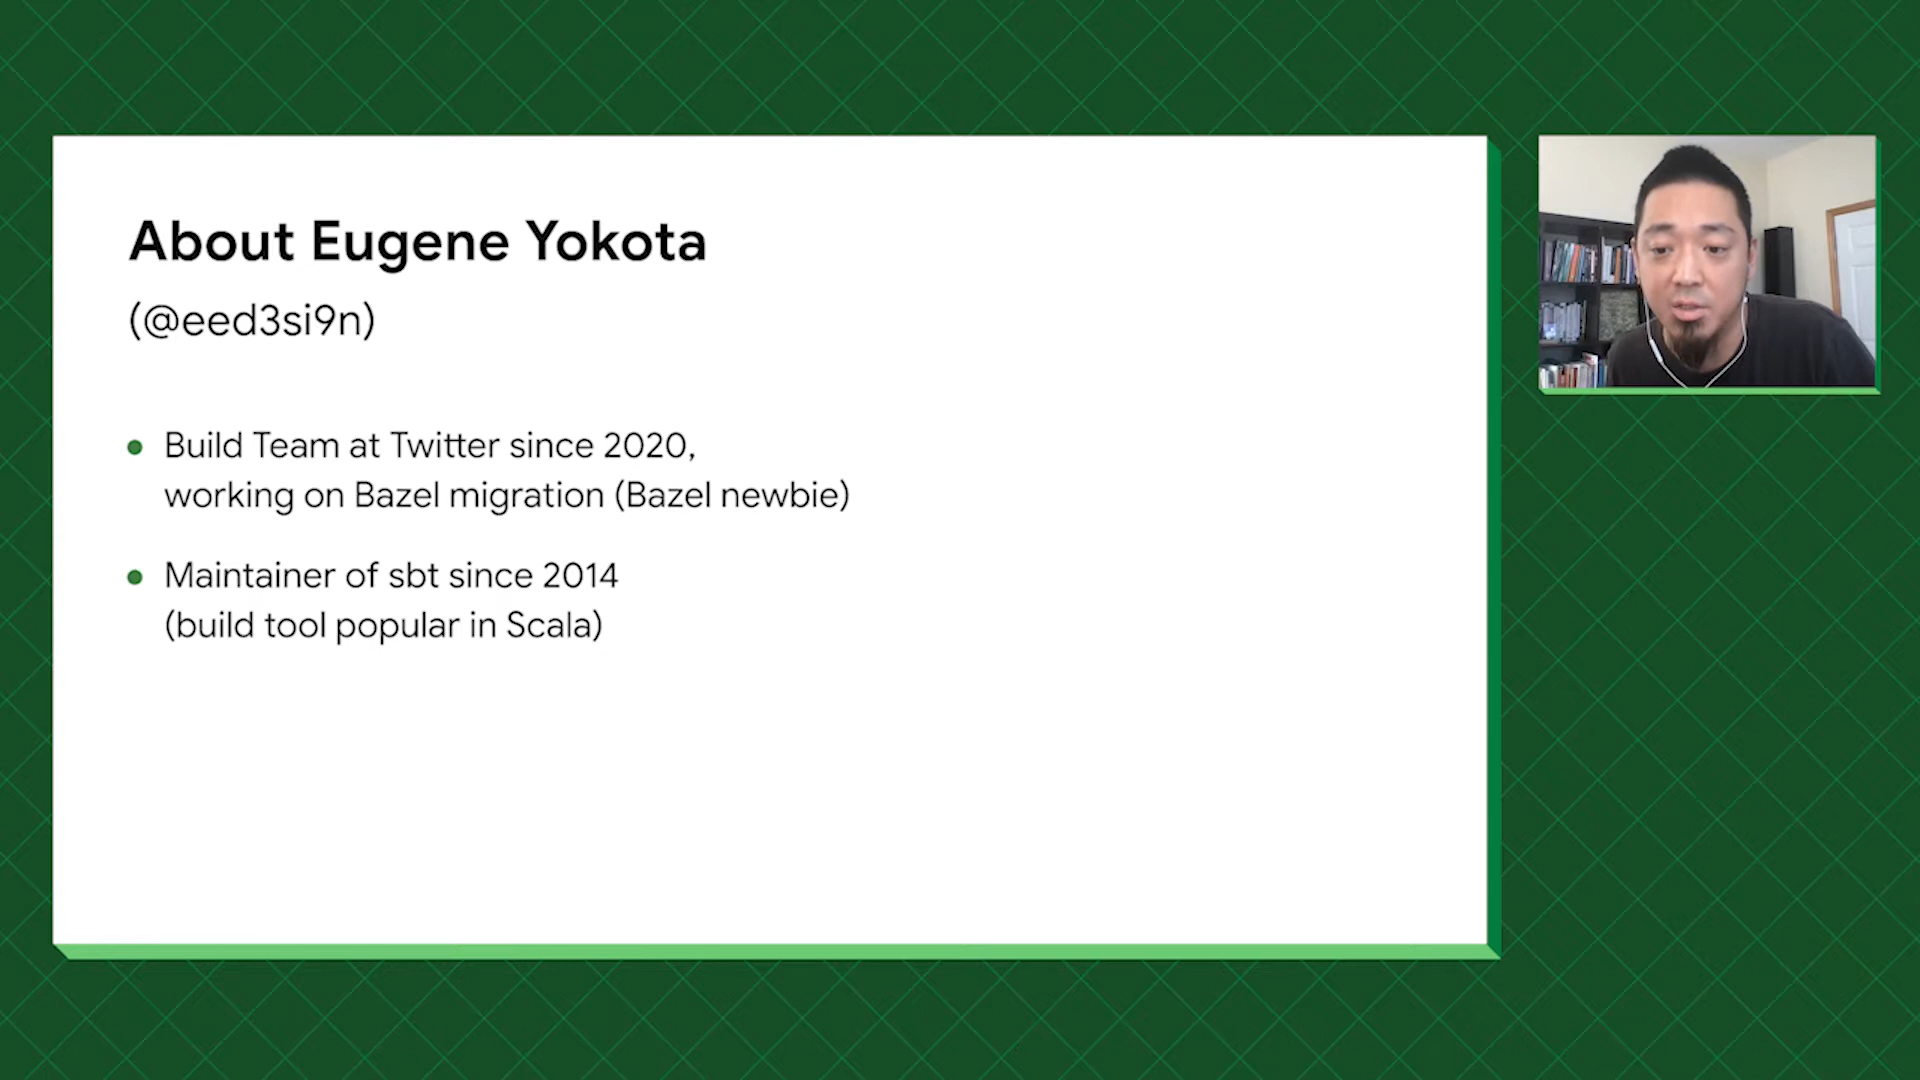 About Eugene Yokota
(@eed3si9n)
Build Team at Twitter since 2020,
working on Bazel migration (Bazel newbie)
Maintainer of sbt since 2014
(build tool popular in Scala)